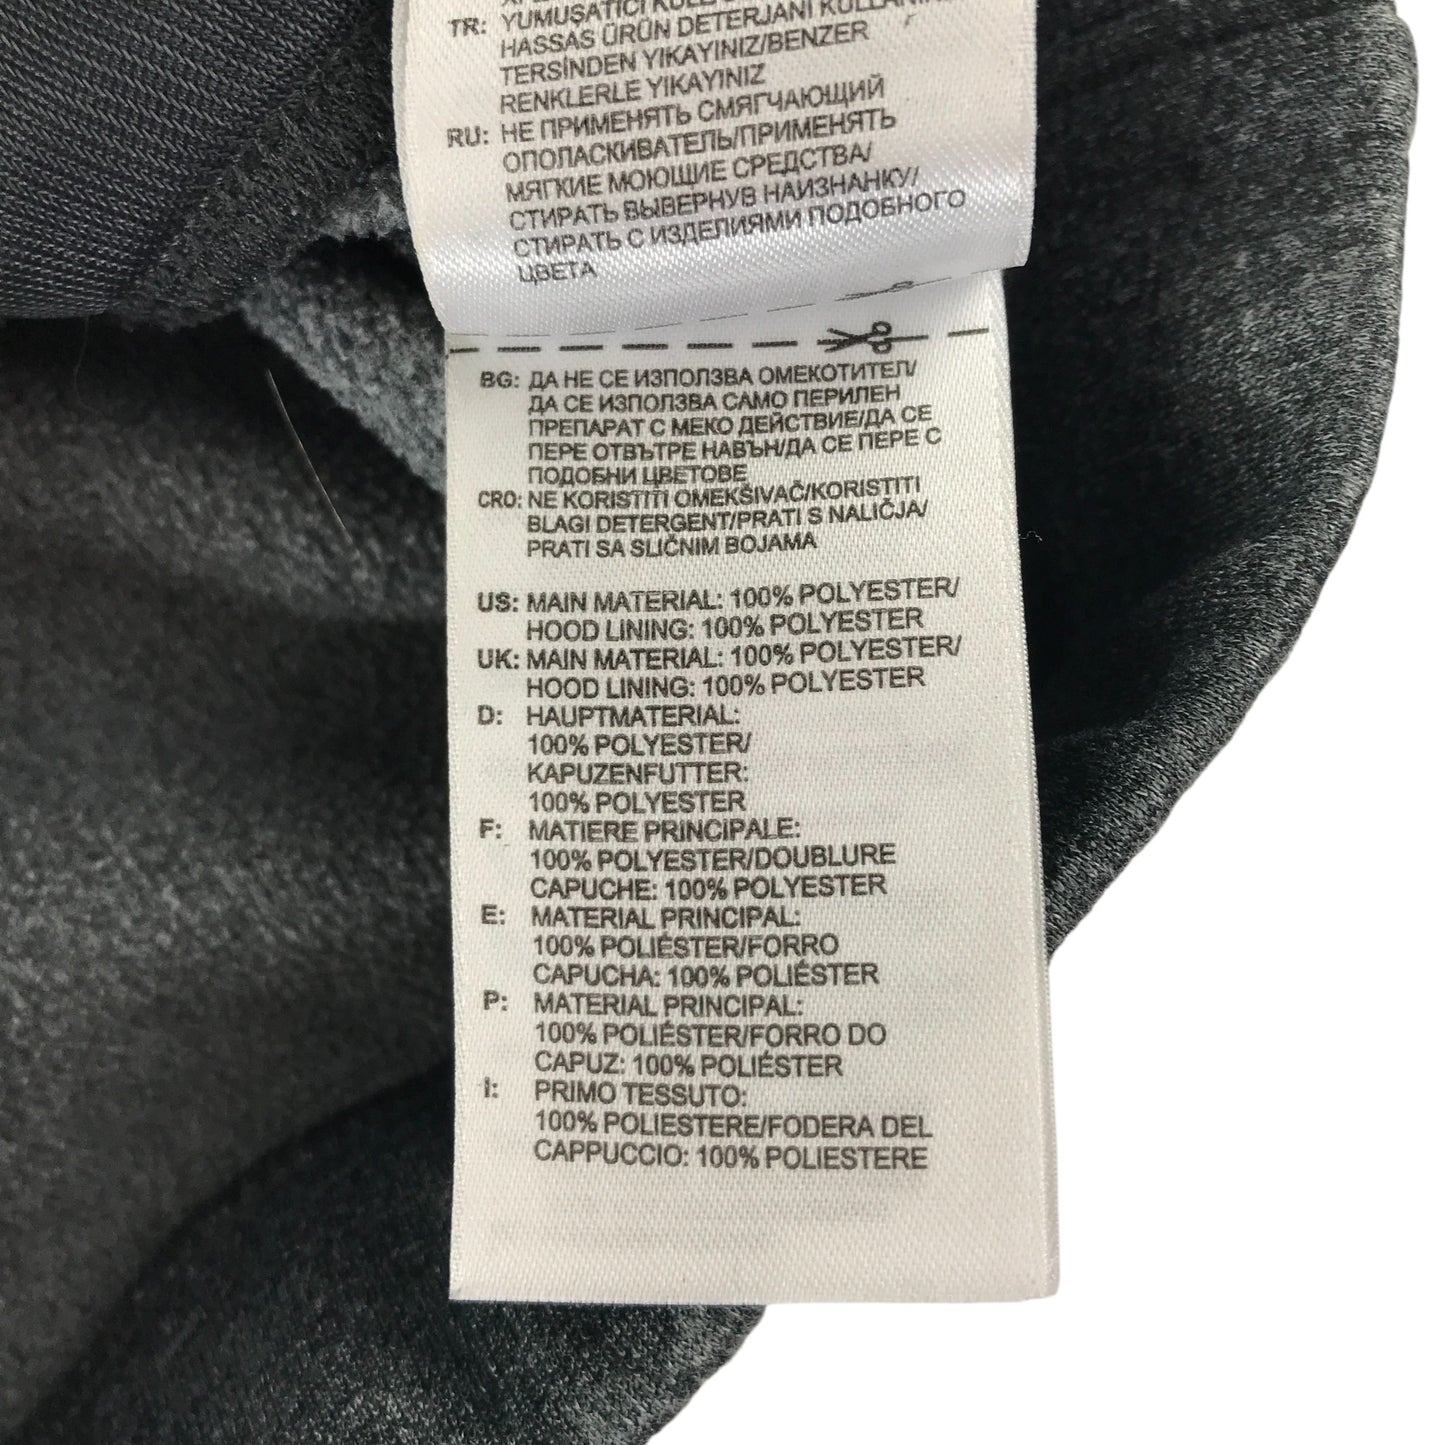 TR: YUMUŞATICI
HASSAS ÜRÜN DETERJANI
TERSİNDEN YIKAYINIZ/BENZER
RENKLERLE YIKAYINIZ
RU: НЕ ПРИМЕНЯТЬ СМЯГЧАЮЩИЙ
ОПОЛАСКИВАТЕЛЬ/ПРИМЕНЯТЬ
МЯГКИЕ МОЮЩИЕ СРЕДСТВА/
СТИРАТЬ ВЫВЕРНУВ НАИЗНАНКУ/
СТИРАТЬ С ИЗДЕЛИЯМИ ПОДОБНОГО
ЦВЕТА
BG: ДА НЕ СЕ ИЗПОЛЗВА ОМЕКОТИТЕЛ/
ДА СЕ ИЗПОЛЗВА САМО ПЕРИЛЕН
ПРЕПАРАТ С МЕКО ДЕЙСТВИЕ/ДА СЕ
ПЕРЕ ОТВЪТРЕ НАВЪН/ДА СЕ ПЕРЕ С
ПОДОБНИ ЦВЕТОВЕ
CRO: NE KORISTITI OMEKŠIVAČ/KORISTITI
BLAGI DETERGENT/PRATI S NALIČJA/
PRATI SA SLIČNIM BOJAMA
US: MAIN MATERIAL: 100% POLYESTER/
HOOD LINING: 100% POLYESTER
UK: MAIN MATERIAL: 100% POLYESTER/
HOOD LINING: 100% POLYESTER
D: HAUPTMATERIAL:
100% POLYESTER/
KAPUZENFUTTER:
100% POLYESTER
F: MATIERE PRINCIPALE:
100% POLYESTER/DOUBLURE
CAPUCHE: 100% POLYESTER
E: MATERIAL PRINCIPAL:
100% POLIÉSTER/FORRO
CAPUCHA: 100% POLIÉSTER
P: MATERIAL PRINCIPAL:
100% POLIÉSTER/FORRO DO
CAPUZ: 100% POLIÉSTER
I: PRIMO TESSUTO:
100% POLIESTERE/FODERA DEL
CAPPUCCIO: 100% POLIESTERE